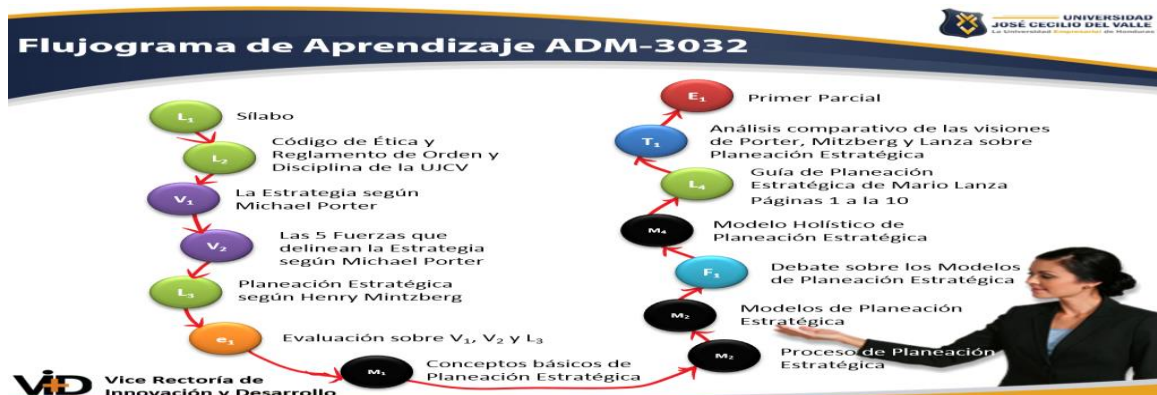 UNIVERSIDAD
JOSÉ CECILIO DEL VALLE
La Universidad Empresarial de Honduras
Flujograma de Aprendizaje ADM-3032
L₁
Sílabo
L₂
Código de Ética y
Reglamento de Orden y
Disciplina de la UJCV
V₁
La Estrategia según
Michael Porter
V₂
Las 5 Fuerzas que
delinean la Estrategia
según Michael Porter
L₃
Planeación Estratégica
según Henry Mintzberg
e₁
Evaluación sobre V₁, V₂ y L₃
M₁
Conceptos básicos de
Planeación Estratégica
M₂
Proceso de Planeación
Estratégica
M₂
Modelos de Planeación
Estratégica
F₁
Debate sobre los Modelos
de Planeación Estratégica
M₄
Modelo Holístico de
Planeación Estratégica
L₄
Guía de Planeación
Estratégica de Mario Lanza
Páginas 1 a la 10
T₁
Análisis comparativo de las visiones
de Porter, Mitzberg y Lanza sobre
Planeación Estratégica
E₁
Primer Parcial
Vi+D
Vice Rectoría de
Innovación y Desarrollo